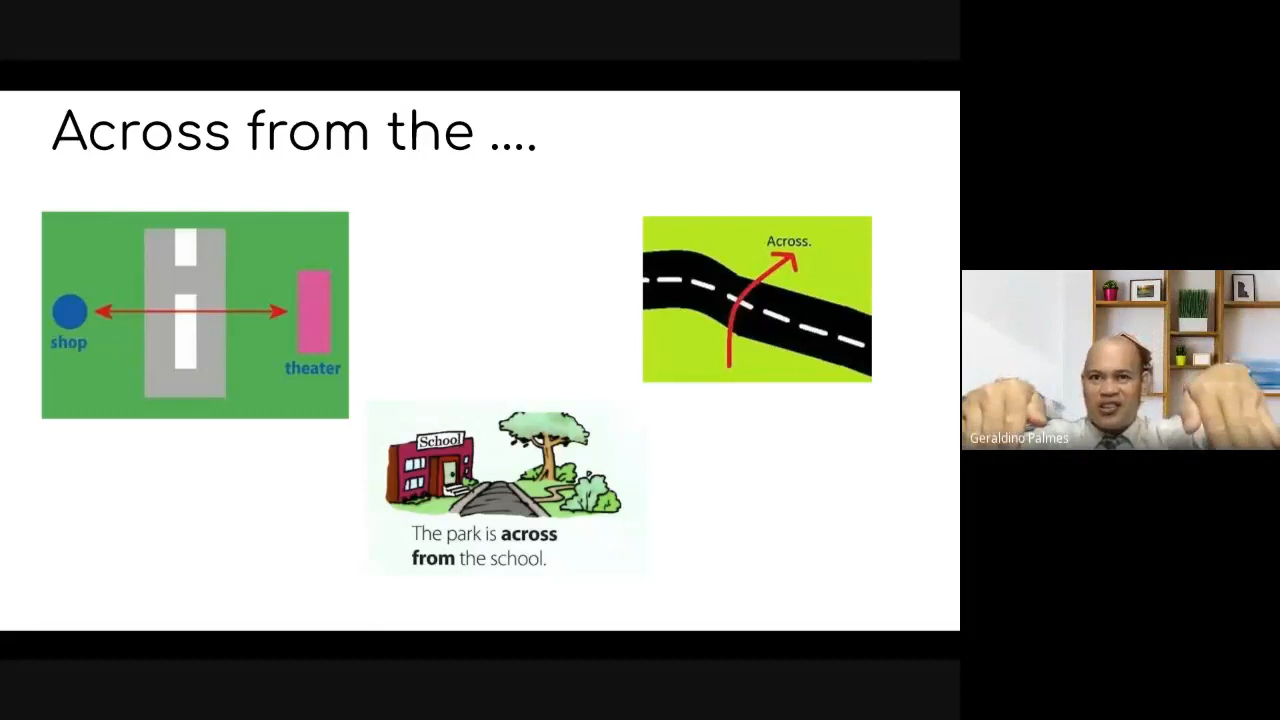 Across from the ....
shop
theater
Across.
School
The park is across
from the school.
Geraldino Palmes